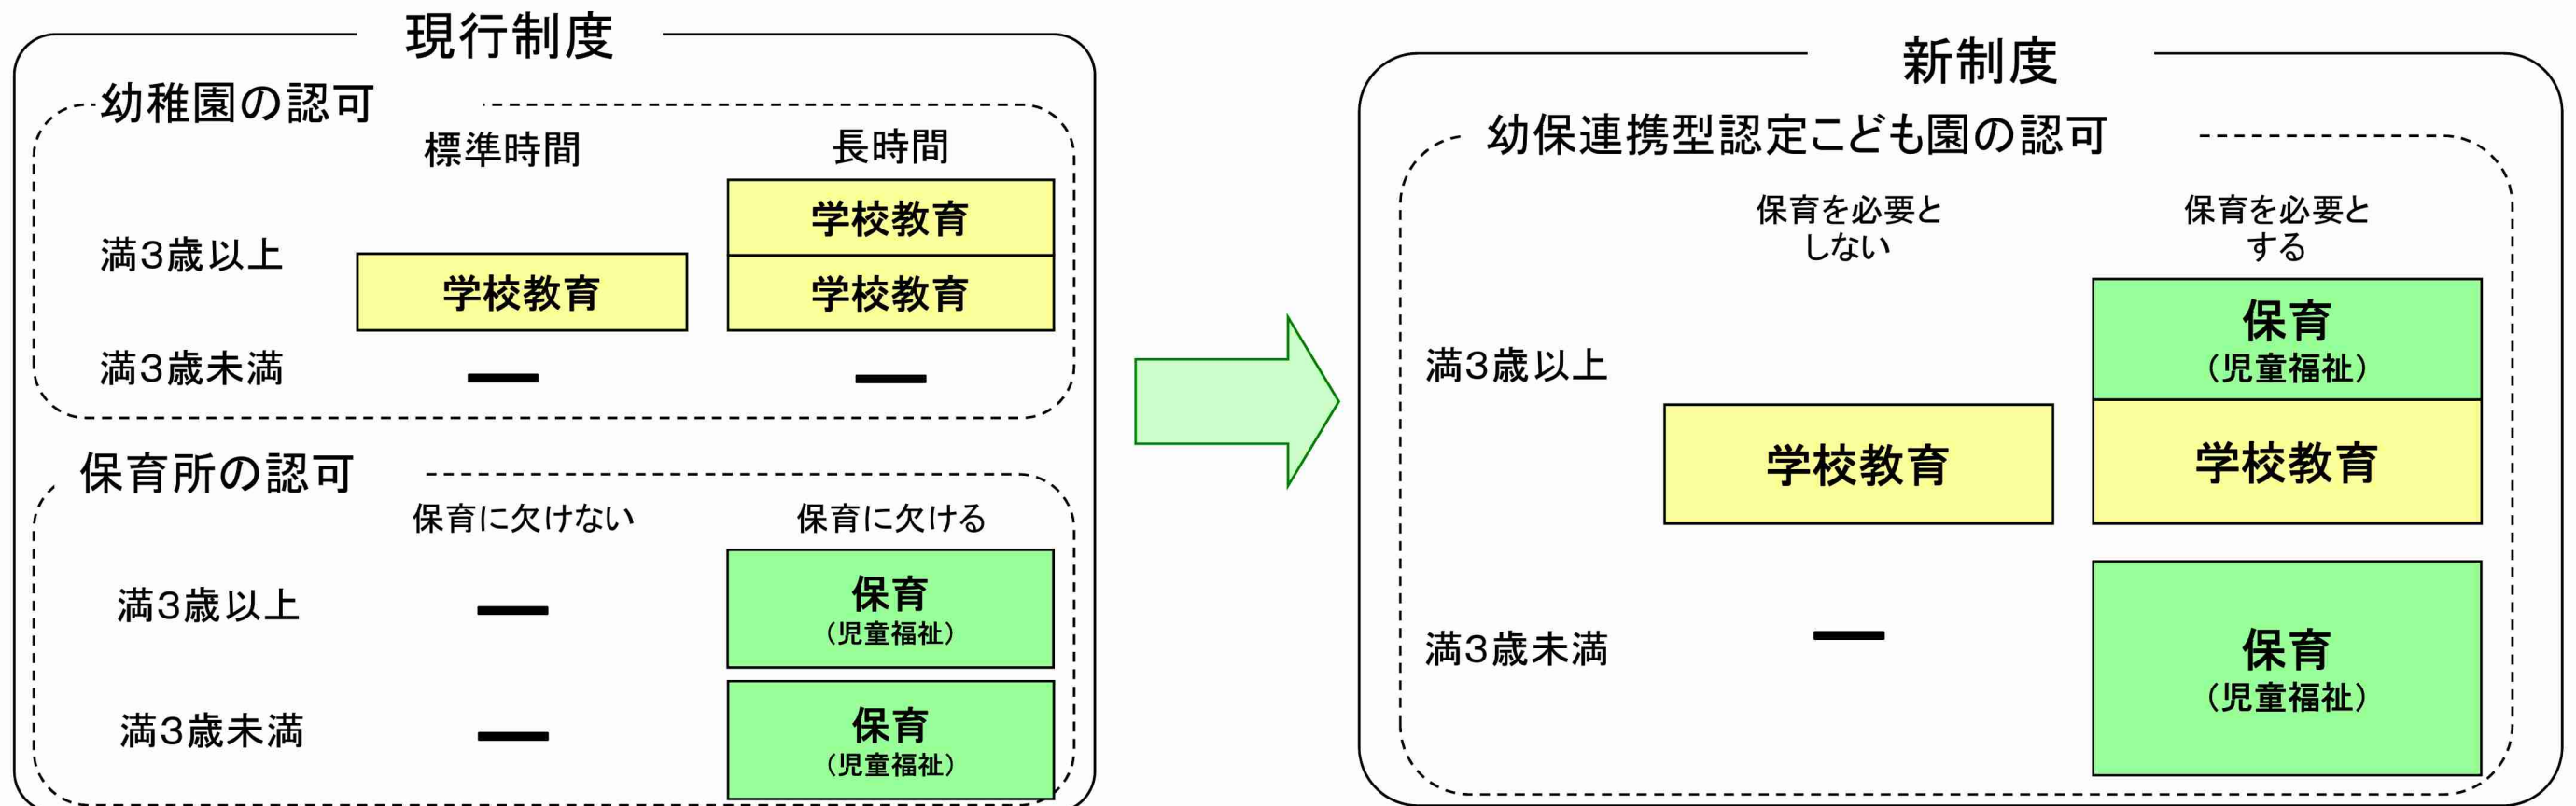 現行制度
幼稚園の認可
標準時間
長時間
満3歳以上
学校教育
学校教育
学校教育
満3歳未満
—
—
保育所の認可
保育に欠けない
保育に欠ける
満3歳以上
—
保育
（児童福祉）
満3歳未満
—
保育
（児童福祉）
新制度
幼保連携型認定こども園の認可
保育を必要と
しない
保育を必要と
する
満3歳以上
学校教育
保育
（児童福祉）
学校教育
満3歳未満
—
保育
（児童福祉）